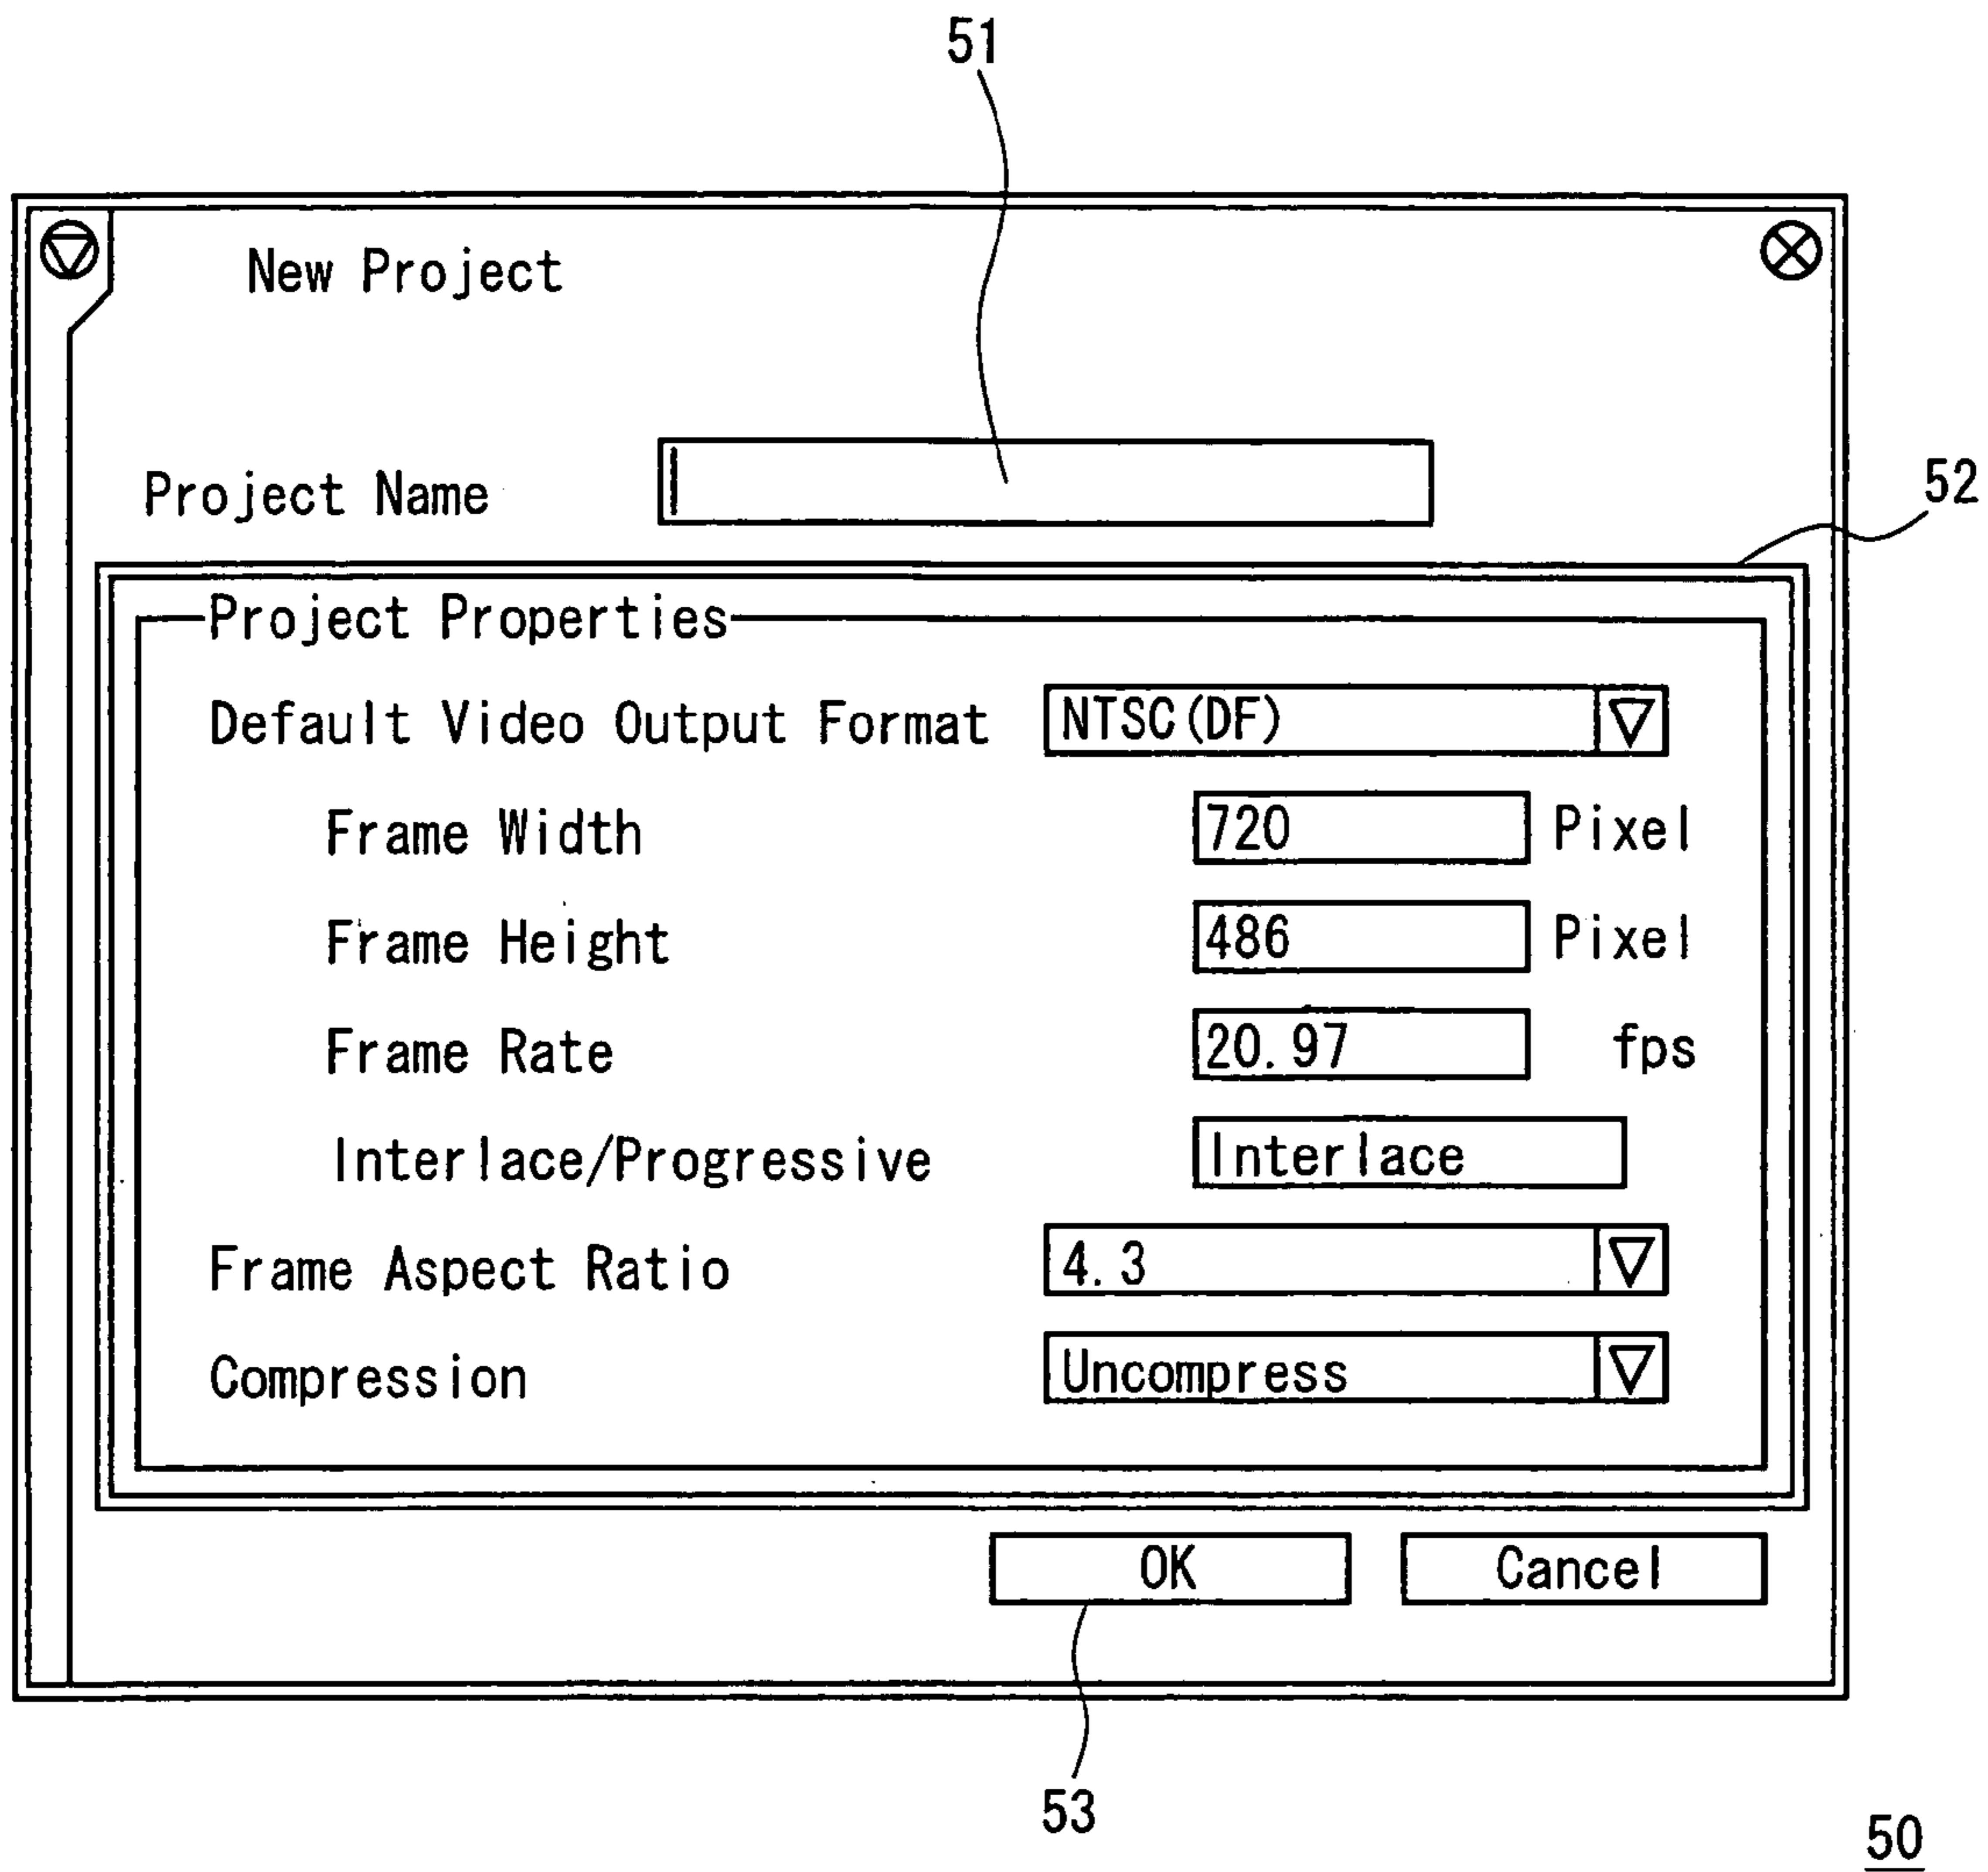 51
New Project
Project Name
52
Project Properties
Default Video Output Format NTSC(DF)
Frame Width 720 Pixel
Frame Height 486 Pixel
Frame Rate 20.97 fps
Interlace/Progressive Interlace
Frame Aspect Ratio 4.3
Compression Uncompress
OK Cancel
53
50